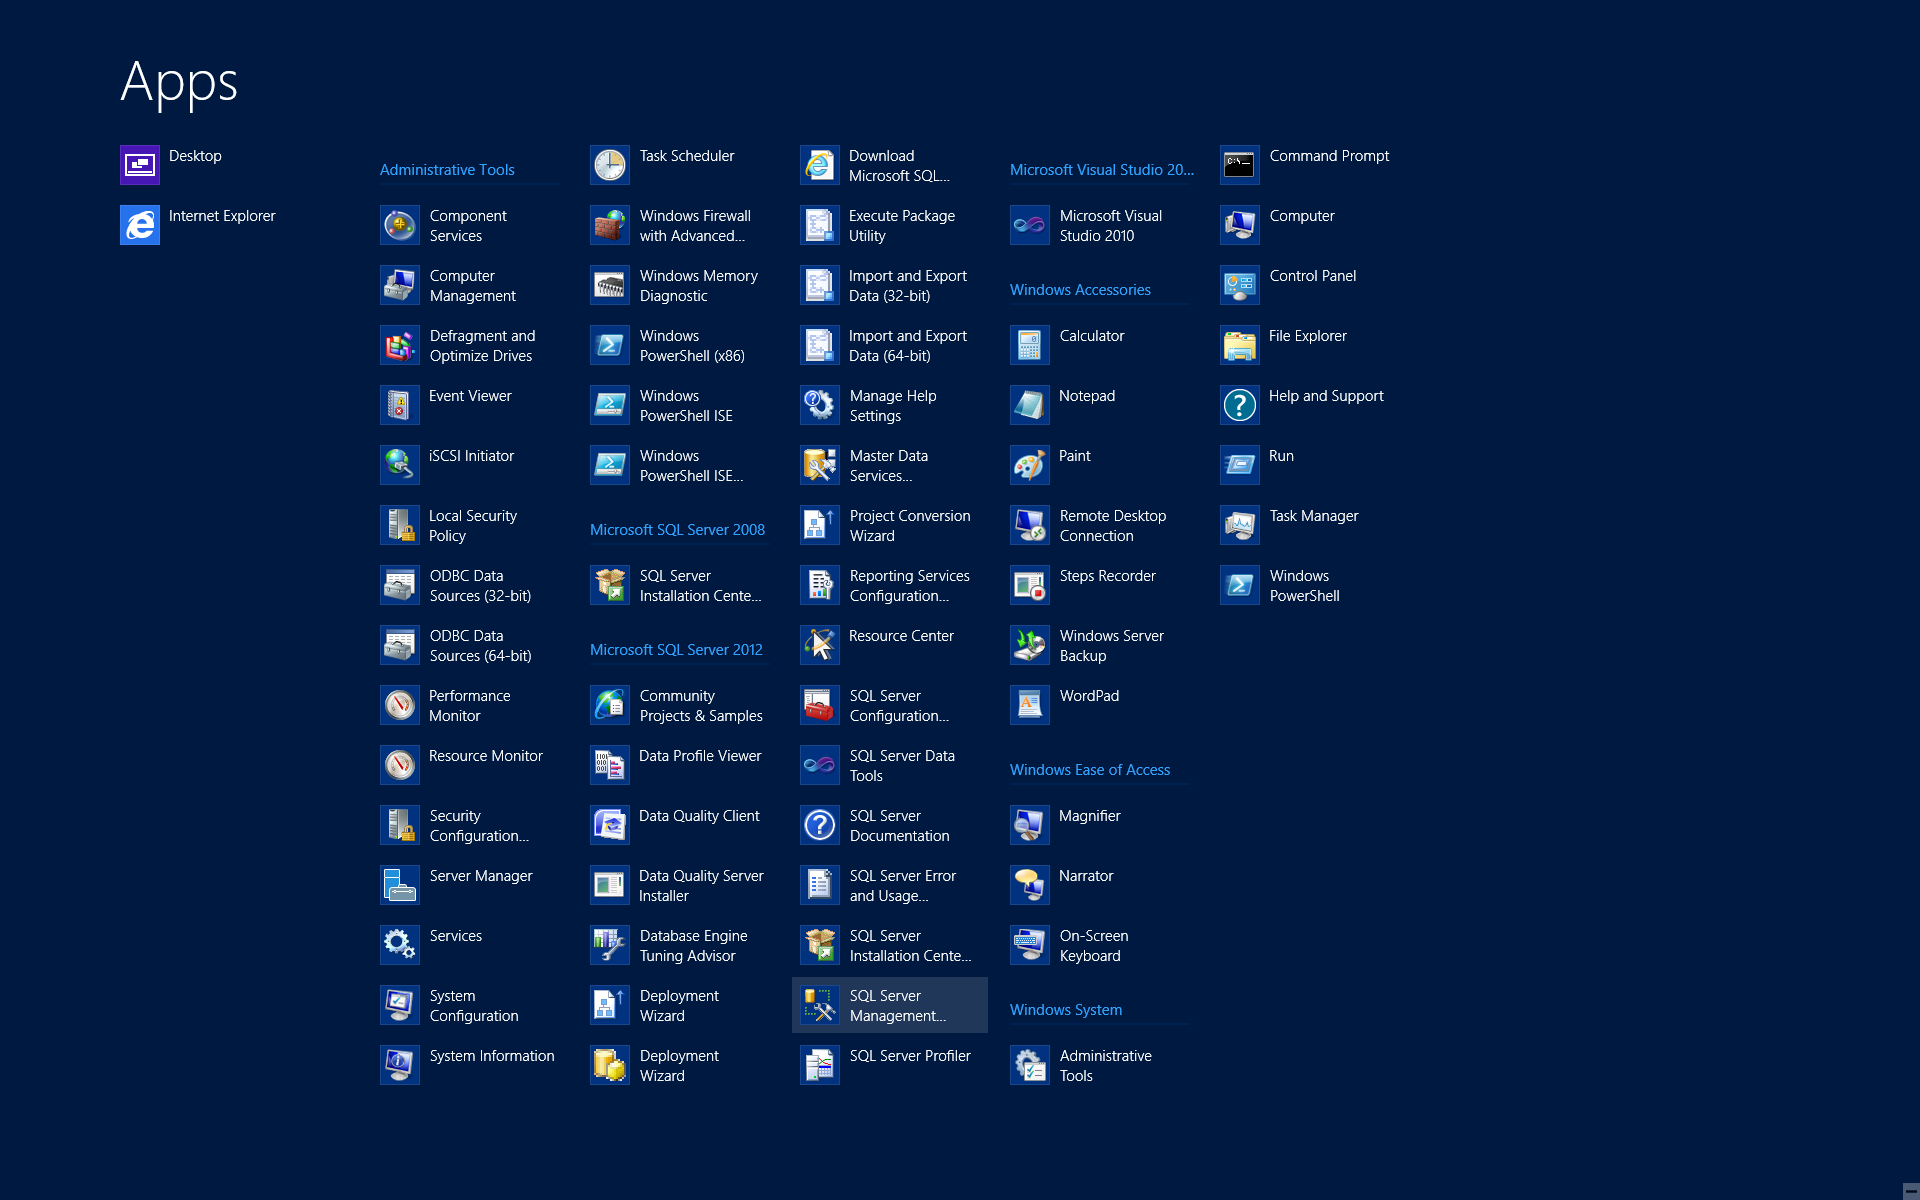 Apps
Desktop
Internet Explorer
Administrative Tools
Component
Services
Computer
Management
Defragment and
Optimize Drives
Event Viewer
iSCSI Initiator
Local Security
Policy
ODBC Data
Sources (32-bit)
ODBC Data
Sources (64-bit)
Performance
Monitor
Resource Monitor
Security
Configuration...
Server Manager
Services
System
Configuration
System Information
Task Scheduler
Windows Firewall
with Advanced...
Windows Memory
Diagnostic
Windows
PowerShell (x86)
Windows
PowerShell ISE
Windows
PowerShell ISE...
Microsoft SQL Server 2008
SQL Server
Installation Cente...
Microsoft SQL Server 2012
Community
Projects & Samples
Data Profile Viewer
Data Quality Client
Data Quality Server
Installer
Database Engine
Tuning Advisor
Deployment
Wizard
Deployment
Wizard
Download
Microsoft SQL...
Execute Package
Utility
Import and Export
Data (32-bit)
Import and Export
Data (64-bit)
Manage Help
Settings
Master Data
Services...
Project Conversion
Wizard
Reporting Services
Configuration...
Resource Center
SQL Server
Configuration...
SQL Server Data
Tools
SQL Server
Documentation
SQL Server Error
and Usage...
SQL Server
Installation Cente...
SQL Server
Management...
SQL Server Profiler
Microsoft Visual Studio 20...
Microsoft Visual
Studio 2010
Windows Accessories
Calculator
Notepad
Paint
Remote Desktop
Connection
Steps Recorder
Windows Server
Backup
WordPad
Windows Ease of Access
Magnifier
Narrator
On-Screen
Keyboard
Windows System
Administrative
Tools
Command Prompt
Computer
Control Panel
File Explorer
Help and Support
Run
Task Manager
Windows
PowerShell